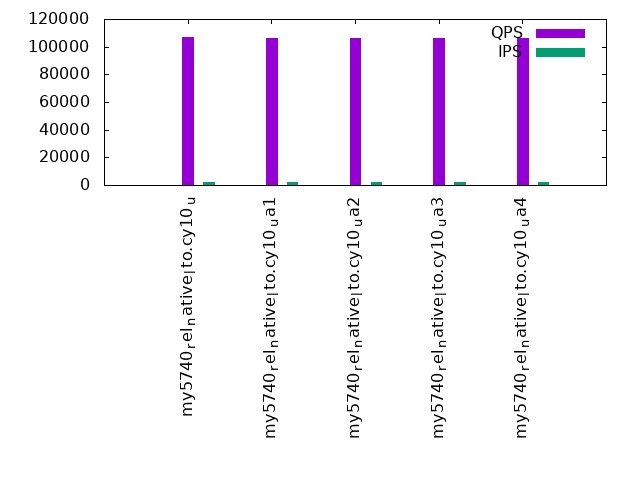 120000
100000
80000
60000
40000
20000
0
QPS
IPS
my5740relnativelto.cy10u
my5740relnativelto.cy10ua1
my5740relnativelto.cy10ua2
my5740relnativelto.cy10ua3
my5740relnativelto.cy10ua4